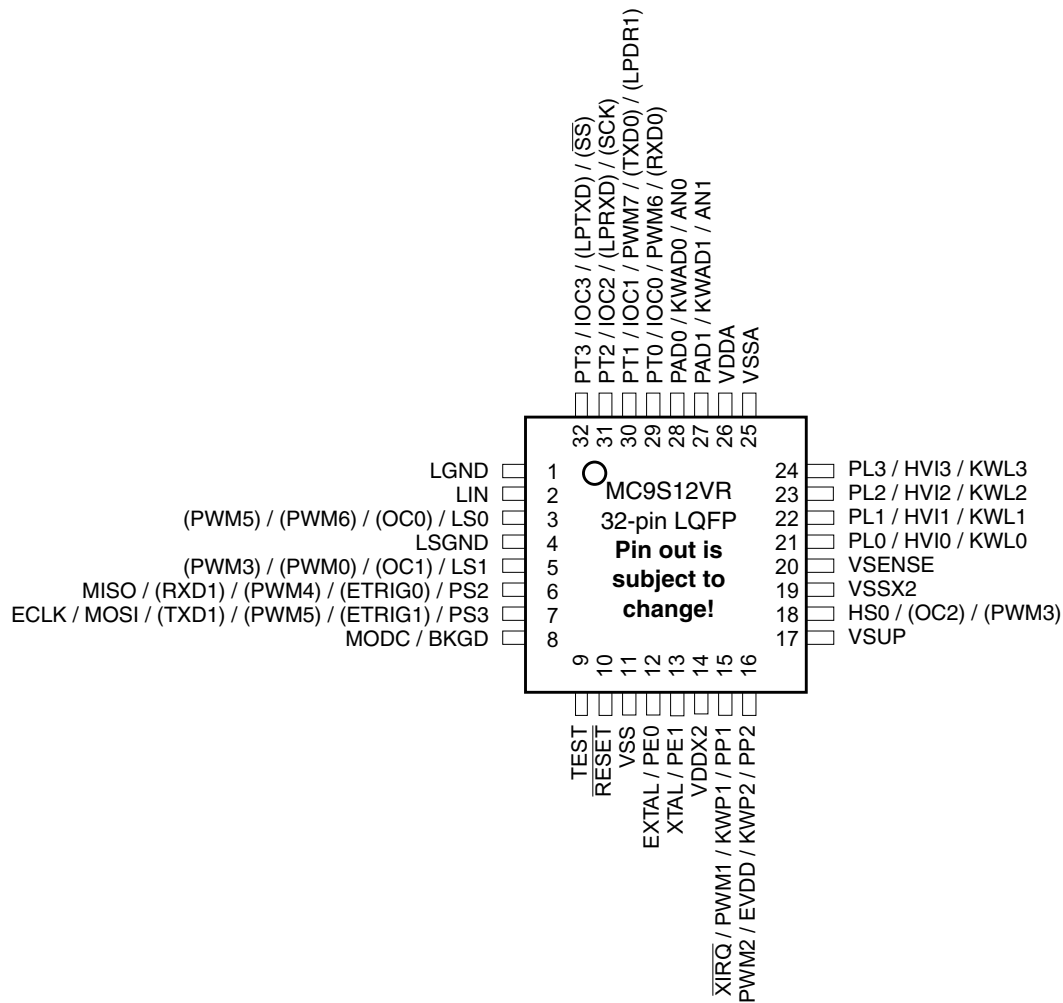 PT3 / IOC3 / (LPTXD) / (S̅S̅)
PT2 / IOC2 / (LPRXD) / (SCK)
PT1 / IOC1 / PWM7 / (TXD0) / (LPDR1)
PT0 / IOC0 / PWM6 / (RXD0)
PAD0 / KWAD0 / AN0
PAD1 / KWAD1 / AN1
VDDA
VSSA
32 31 30 29 28 27 26 25
LGND 1
LIN 2
(PWM5) / (PWM6) / (OC0) / LS0 3
LSGND 4
(PWM3) / (PWM0) / (OC1) / LS1 5
MISO / (RXD1) / (PWM4) / (ETRIG0) / PS2 6
ECLK / MOSI / (TXD1) / (PWM5) / (ETRIG1) / PS3 7
MODC / BKGD 8
MC9S12VR
32-pin LQFP
Pin out is
subject to
change!
24 PL3 / HVI3 / KWL3
23 PL2 / HVI2 / KWL2
22 PL1 / HVI1 / KWL1
21 PL0 / HVI0 / KWL0
20 VSENSE
19 VSSX2
18 HS0 / (OC2) / (PWM3)
17 VSUP
9 10 11 12 13 14 15 16
TEST
R̅E̅S̅E̅T̅
VSS
EXTAL / PE0
XTAL / PE1
VDDX2
X̅I̅R̅Q̅ / PWM1 / KWP1 / PP1
PWM2 / EVDD / KWP2 / PP2